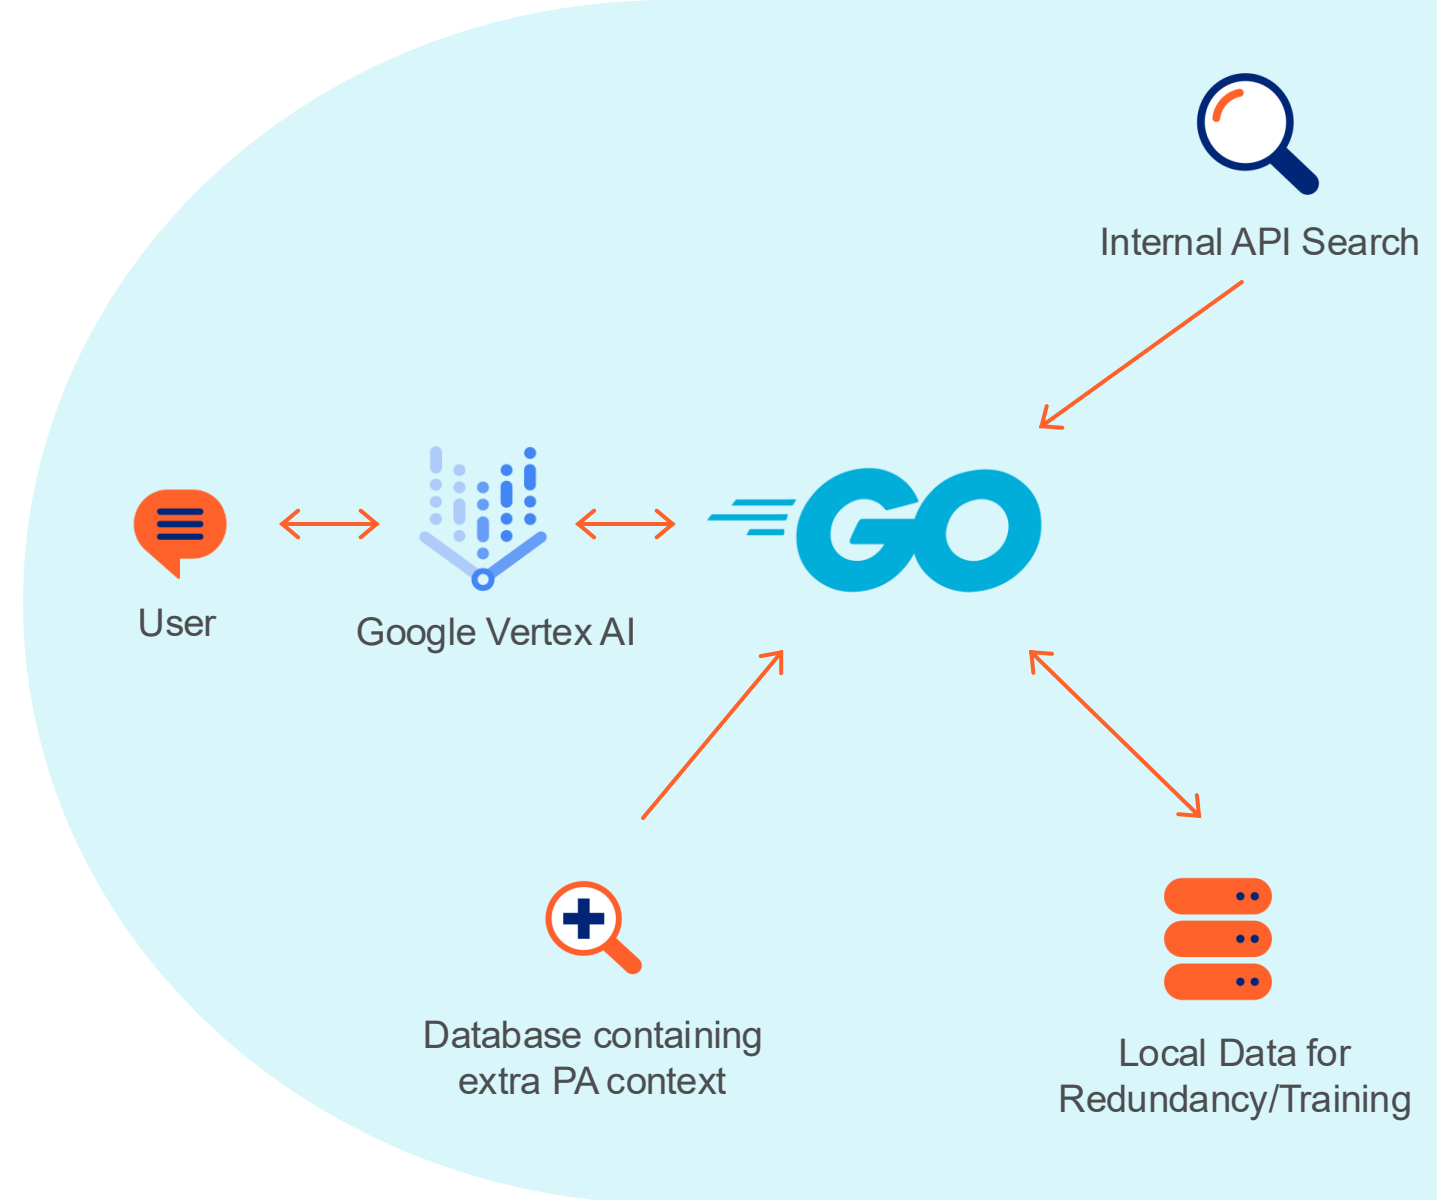 Internal API Search
GO
User
Google Vertex AI
Database containing
extra PA context
Local Data for
Redundancy/Training